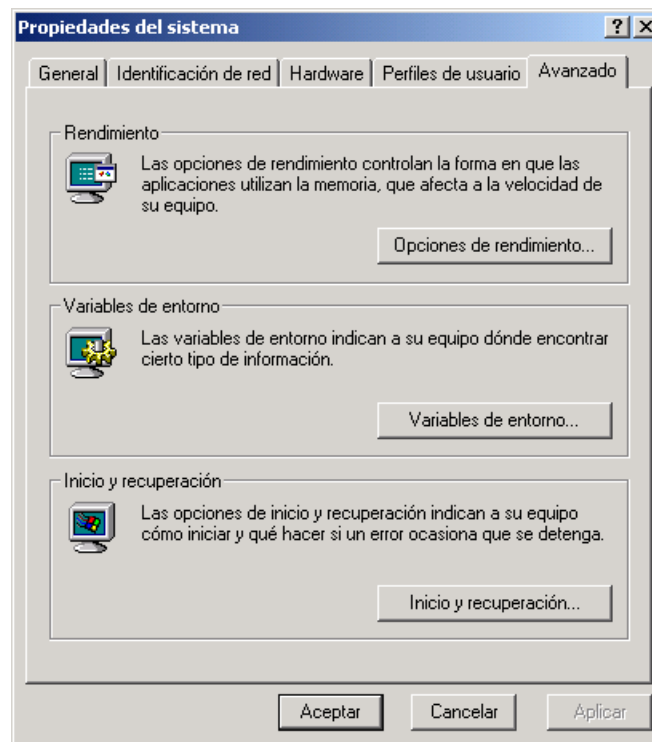 Propiedades del sistema
General
Identificación de red
Hardware
Perfiles de usuario
Avanzado
Rendimiento
Las opciones de rendimiento controlan la forma en que las
aplicaciones utilizan la memoria, que afecta a la velocidad de
su equipo.
Opciones de rendimiento...
Variables de entorno
Las variables de entorno indican a su equipo dónde encontrar
cierto tipo de información.
Variables de entorno...
Inicio y recuperación
Las opciones de inicio y recuperación indican a su equipo
cómo iniciar y qué hacer si un error ocasiona que se detenga.
Inicio y recuperación...
Aceptar
Cancelar
Aplicar